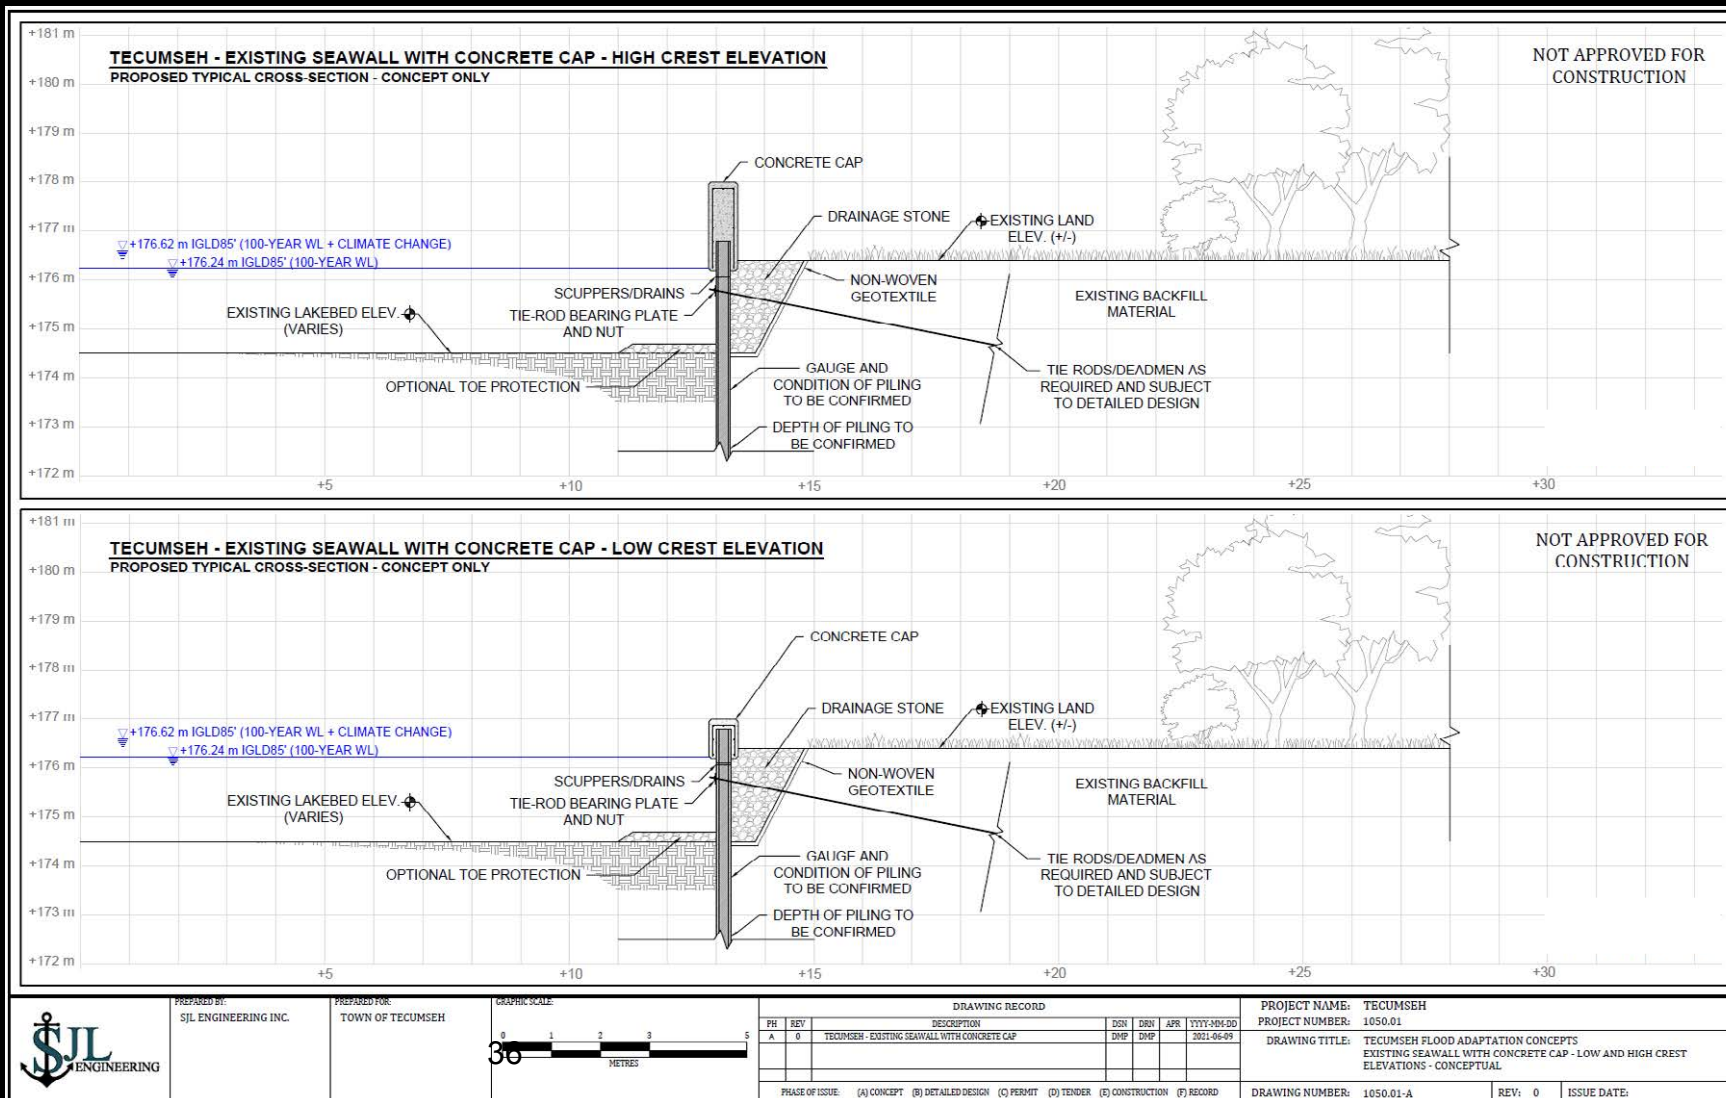 +181 m
+180 m
+179 m
+178 m
+177 m
+176 m
+175 m
+174 m
+173 m
+172 m
TECUMSEH - EXISTING SEAWALL WITH CONCRETE CAP - HIGH CREST ELEVATION
PROPOSED TYPICAL CROSS-SECTION - CONCEPT ONLY
NOT APPROVED FOR
CONSTRUCTION
CONCRETE CAP
DRAINAGE STONE
EXISTING LAND
ELEV. (+/-)
+176.62 m IGLD85' (100-YEAR WL + CLIMATE CHANGE)
+176.24 m IGLD85' (100-YEAR WL)
NON-WOVEN
GEOTEXTILE
SCUPPERS/DRAINS
TIE-ROD BEARING PLATE
AND NUT
EXISTING LAKEBED ELEV.
(VARIES)
EXISTING BACKFILL
MATERIAL
OPTIONAL TOE PROTECTION
GAUGE AND
CONDITION OF PILING
TO BE CONFIRMED
TIE RODS/DEADMEN AS
REQUIRED AND SUBJECT
TO DETAILED DESIGN
DEPTH OF PILING TO
BE CONFIRMED
+5 +10 +15 +20 +25 +30
+181 m
+180 m
+179 m
+178 m
+177 m
+176 m
+175 m
+174 m
+173 m
+172 m
TECUMSEH - EXISTING SEAWALL WITH CONCRETE CAP - LOW CREST ELEVATION
PROPOSED TYPICAL CROSS-SECTION - CONCEPT ONLY
NOT APPROVED FOR
CONSTRUCTION
CONCRETE CAP
DRAINAGE STONE
EXISTING LAND
ELEV. (+/-)
+176.62 m IGLD85' (100-YEAR WL + CLIMATE CHANGE)
+176.24 m IGLD85' (100-YEAR WL)
NON-WOVEN
GEOTEXTILE
SCUPPERS/DRAINS
TIE-ROD BEARING PLATE
AND NUT
EXISTING LAKEBED ELEV.
(VARIES)
EXISTING BACKFILL
MATERIAL
OPTIONAL TOE PROTECTION
GAUGE AND
CONDITION OF PILING
TO BE CONFIRMED
TIE RODS/DEADMEN AS
REQUIRED AND SUBJECT
TO DETAILED DESIGN
DEPTH OF PILING TO
BE CONFIRMED
+5 +10 +15 +20 +25 +30
SJL
ENGINEERING
PREPARED BY:
SJL ENGINEERING INC.
PREPARED FOR:
TOWN OF TECUMSEH
GRAPHIC SCALE:
0 1 2 3 5
METRES
36
DRAWING RECORD
PH REV DESCRIPTION DSN DRN APR YYYY-MM-DD
A 0 TECUMSEH - EXISTING SEAWALL WITH CONCRETE CAP DMP DMP 2021-06-09
PHASE OF ISSUE: (A) CONCEPT (B) DETAILED DESIGN (C) PERMIT (D) TENDER (E) CONSTRUCTION (F) RECORD
PROJECT NAME: TECUMSEH
PROJECT NUMBER: 1050.01
DRAWING TITLE: TECUMSEH FLOOD ADAPTATION CONCEPTS
EXISTING SEAWALL WITH CONCRETE CAP - LOW AND HIGH CREST
ELEVATIONS - CONCEPTUAL
DRAWING NUMBER: 1050.01-A REV: 0 ISSUE DATE: